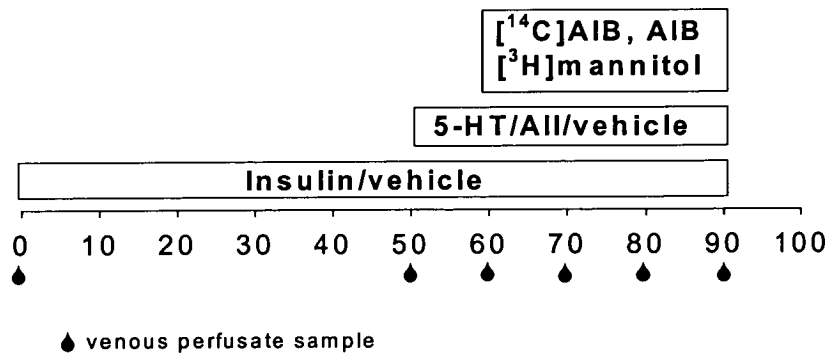 [¹⁴C]AIB, AIB
[³H]mannitol
5-HT/AII/vehicle
Insulin/vehicle
0 10 20 30 40 50 60 70 80 90 100
venous perfusate sample